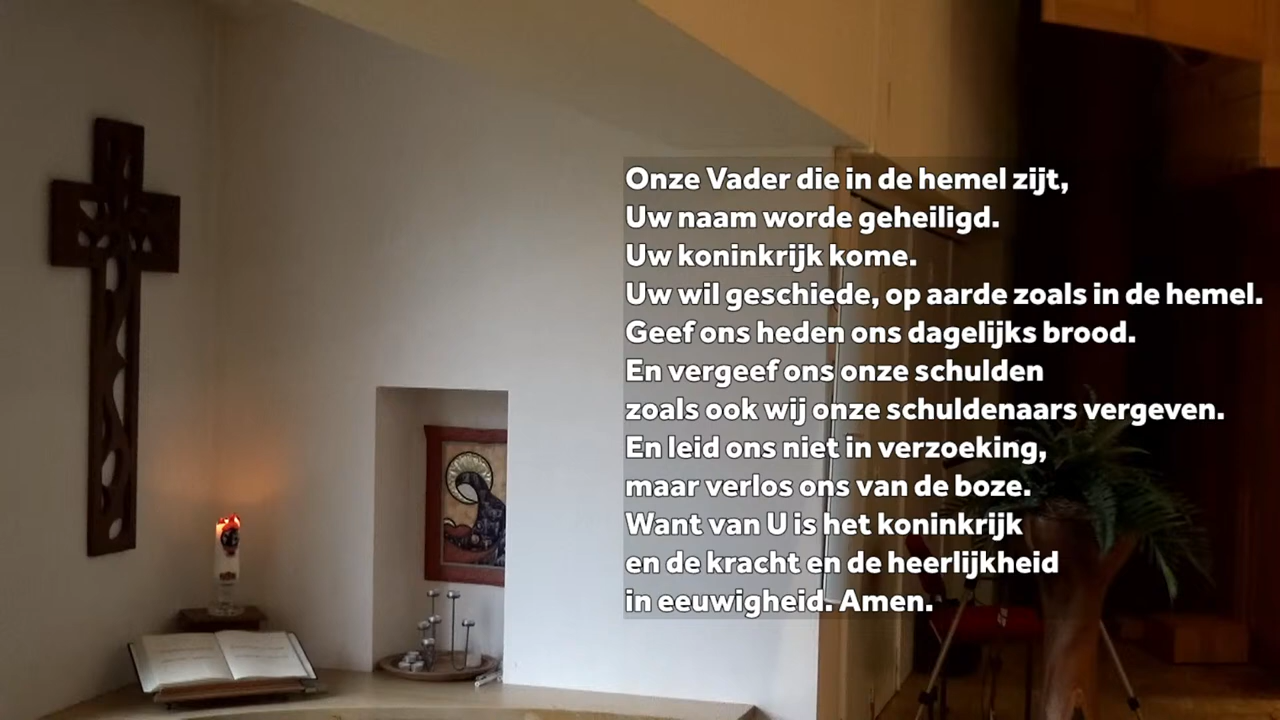 Onze Vader die in de hemel zijt,
Uw naam worde geheiligd.
Uw koninkrijk kome.
Uw wil geschiede, op aarde zoals in de hemel.
Geef ons heden ons dagelijks brood.
En vergeef ons onze schulden
zoals ook wij onze schuldenaars vergeven.
En leid ons niet in verzoeking,
maar verlos ons van de boze.
Want van U is het koninkrijk
en de kracht en de heerlijkheid
in eeuwigheid. Amen.